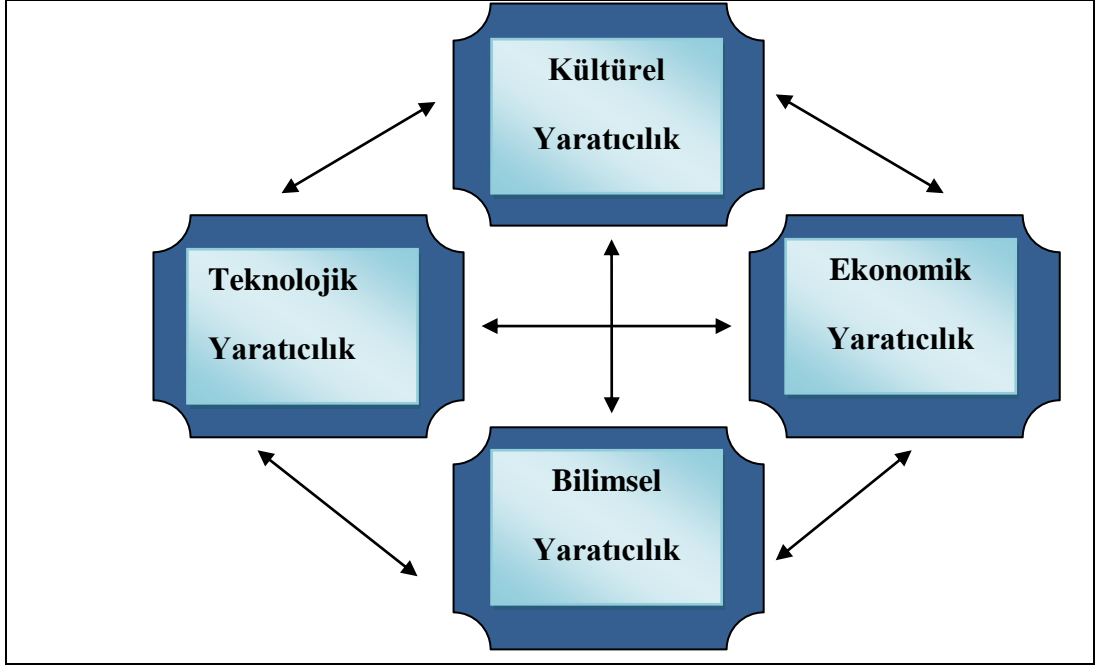 Kültürel
Yaratıcılık
Teknolojik
Yaratıcılık
Ekonomik
Yaratıcılık
Bilimsel
Yaratıcılık